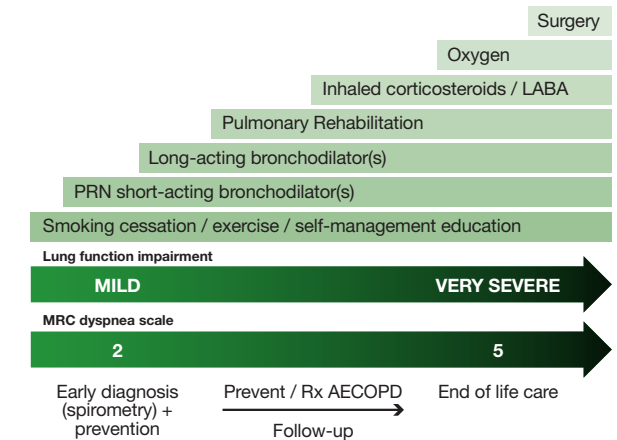 Surgery
Oxygen
Inhaled corticosteroids / LABA
Pulmonary Rehabilitation
Long-acting bronchodilator(s)
PRN short-acting bronchodilator(s)
Smoking cessation / exercise / self-management education
Lung function impairment
MILD VERY SEVERE
MRC dyspnea scale
2 5
Early diagnosis
(spirometry) +
prevention
Prevent / Rx AECOPD
Follow-up
End of life care